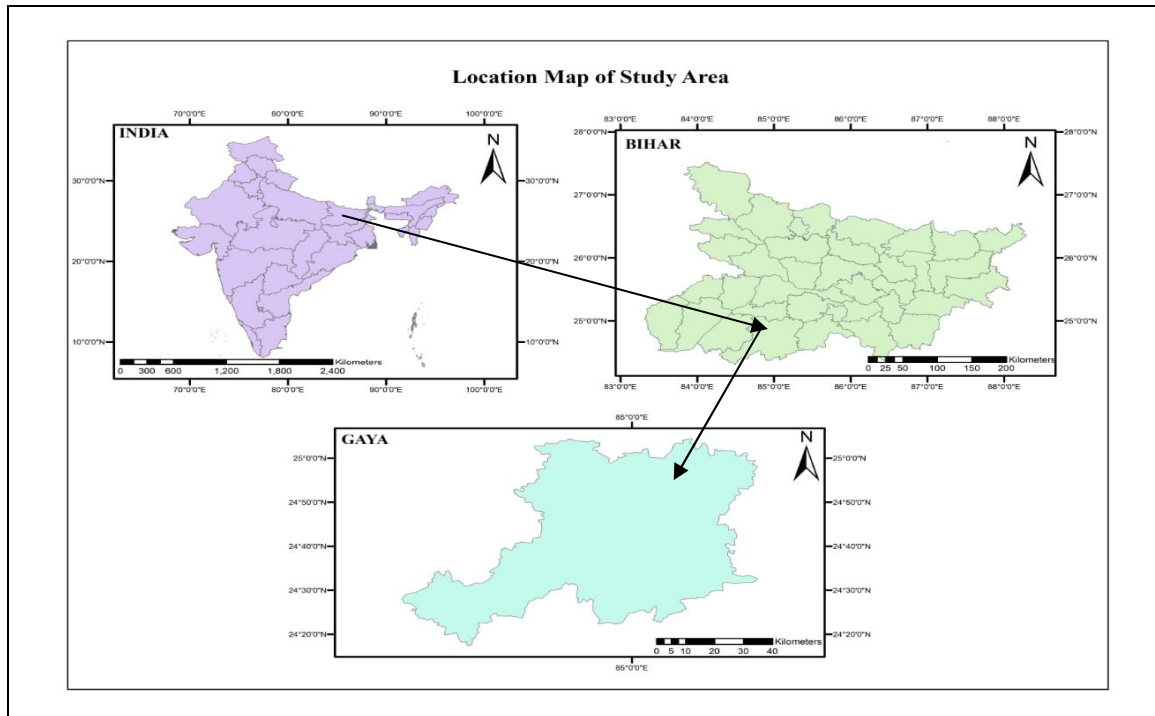 Location Map of Study Area
70°0'0"E 80°0'0"E 90°0'0"E 100°0'0"E
INDIA
N
30°0'0"N 30°0'0"N
20°0'0"N 20°0'0"N
10°0'0"N 10°0'0"N
Kilometers
0 300 600 1,200 1,800 2,400
70°0'0"E 80°0'0"E 90°0'0"E 100°0'0"E
83°0'0"E 84°0'0"E 85°0'0"E 86°0'0"E 87°0'0"E 88°0'0"E
28°0'0"N 28°0'0"N
BIHAR
N
27°0'0"N 27°0'0"N
26°0'0"N 26°0'0"N
25°0'0"N 25°0'0"N
Kilometers
0 25 50 100 150 200
83°0'0"E 84°0'0"E 85°0'0"E 86°0'0"E 87°0'0"E 88°0'0"E
85°0'0"E
GAYA
N
25°0'0"N 25°0'0"N
24°50'0"N 24°50'0"N
24°40'0"N 24°40'0"N
24°30'0"N 24°30'0"N
24°20'0"N 24°20'0"N
Kilometers
0 5 10 20 30 40
85°0'0"E